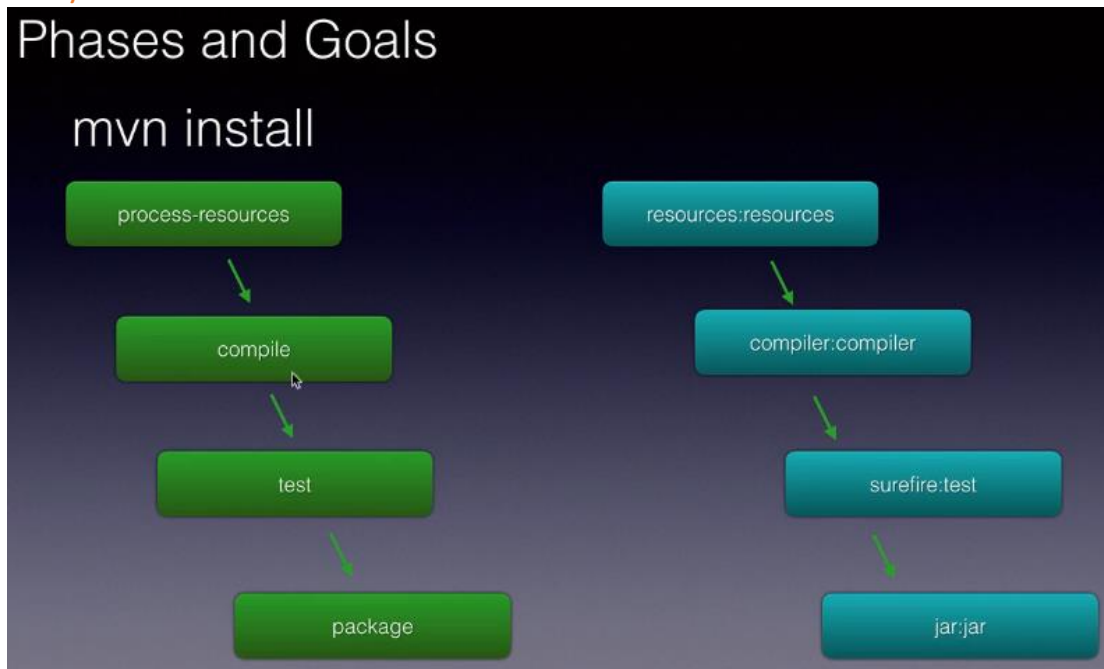 Phases and Goals
mvn install
process-resources
resources:resources
compile
compiler:compiler
test
surefire:test
package
jar:jar